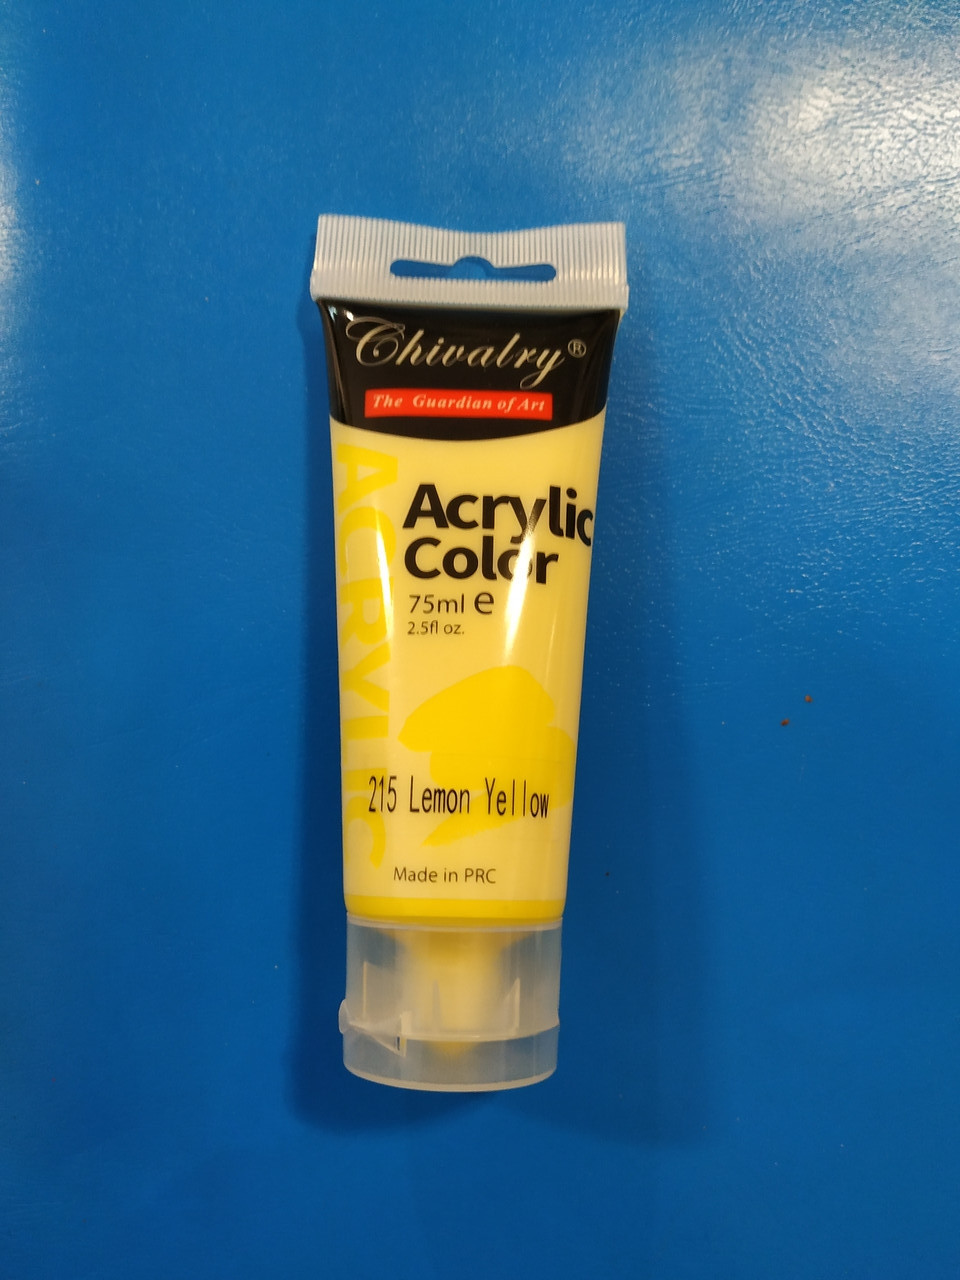 Chivalry®
The Guardian of Art
ACRYLIC
Acrylic
Color
75ml e
2.5fl oz.
215 Lemon Yellow
Made in PRC